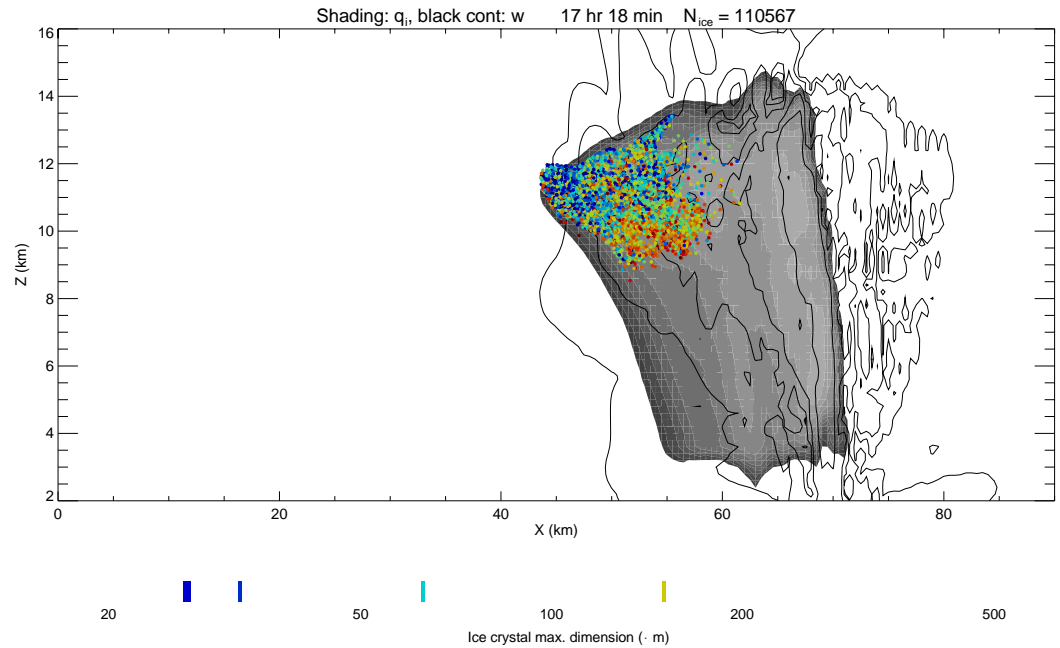 Shading: qi, black cont: w 17 hr 18 min Nice = 110567
16
14
12
10
8
6
4
2
Z (km)
0 20 40 60 80
X (km)
20 50 100 200 500
Ice crystal max. dimension (· m)